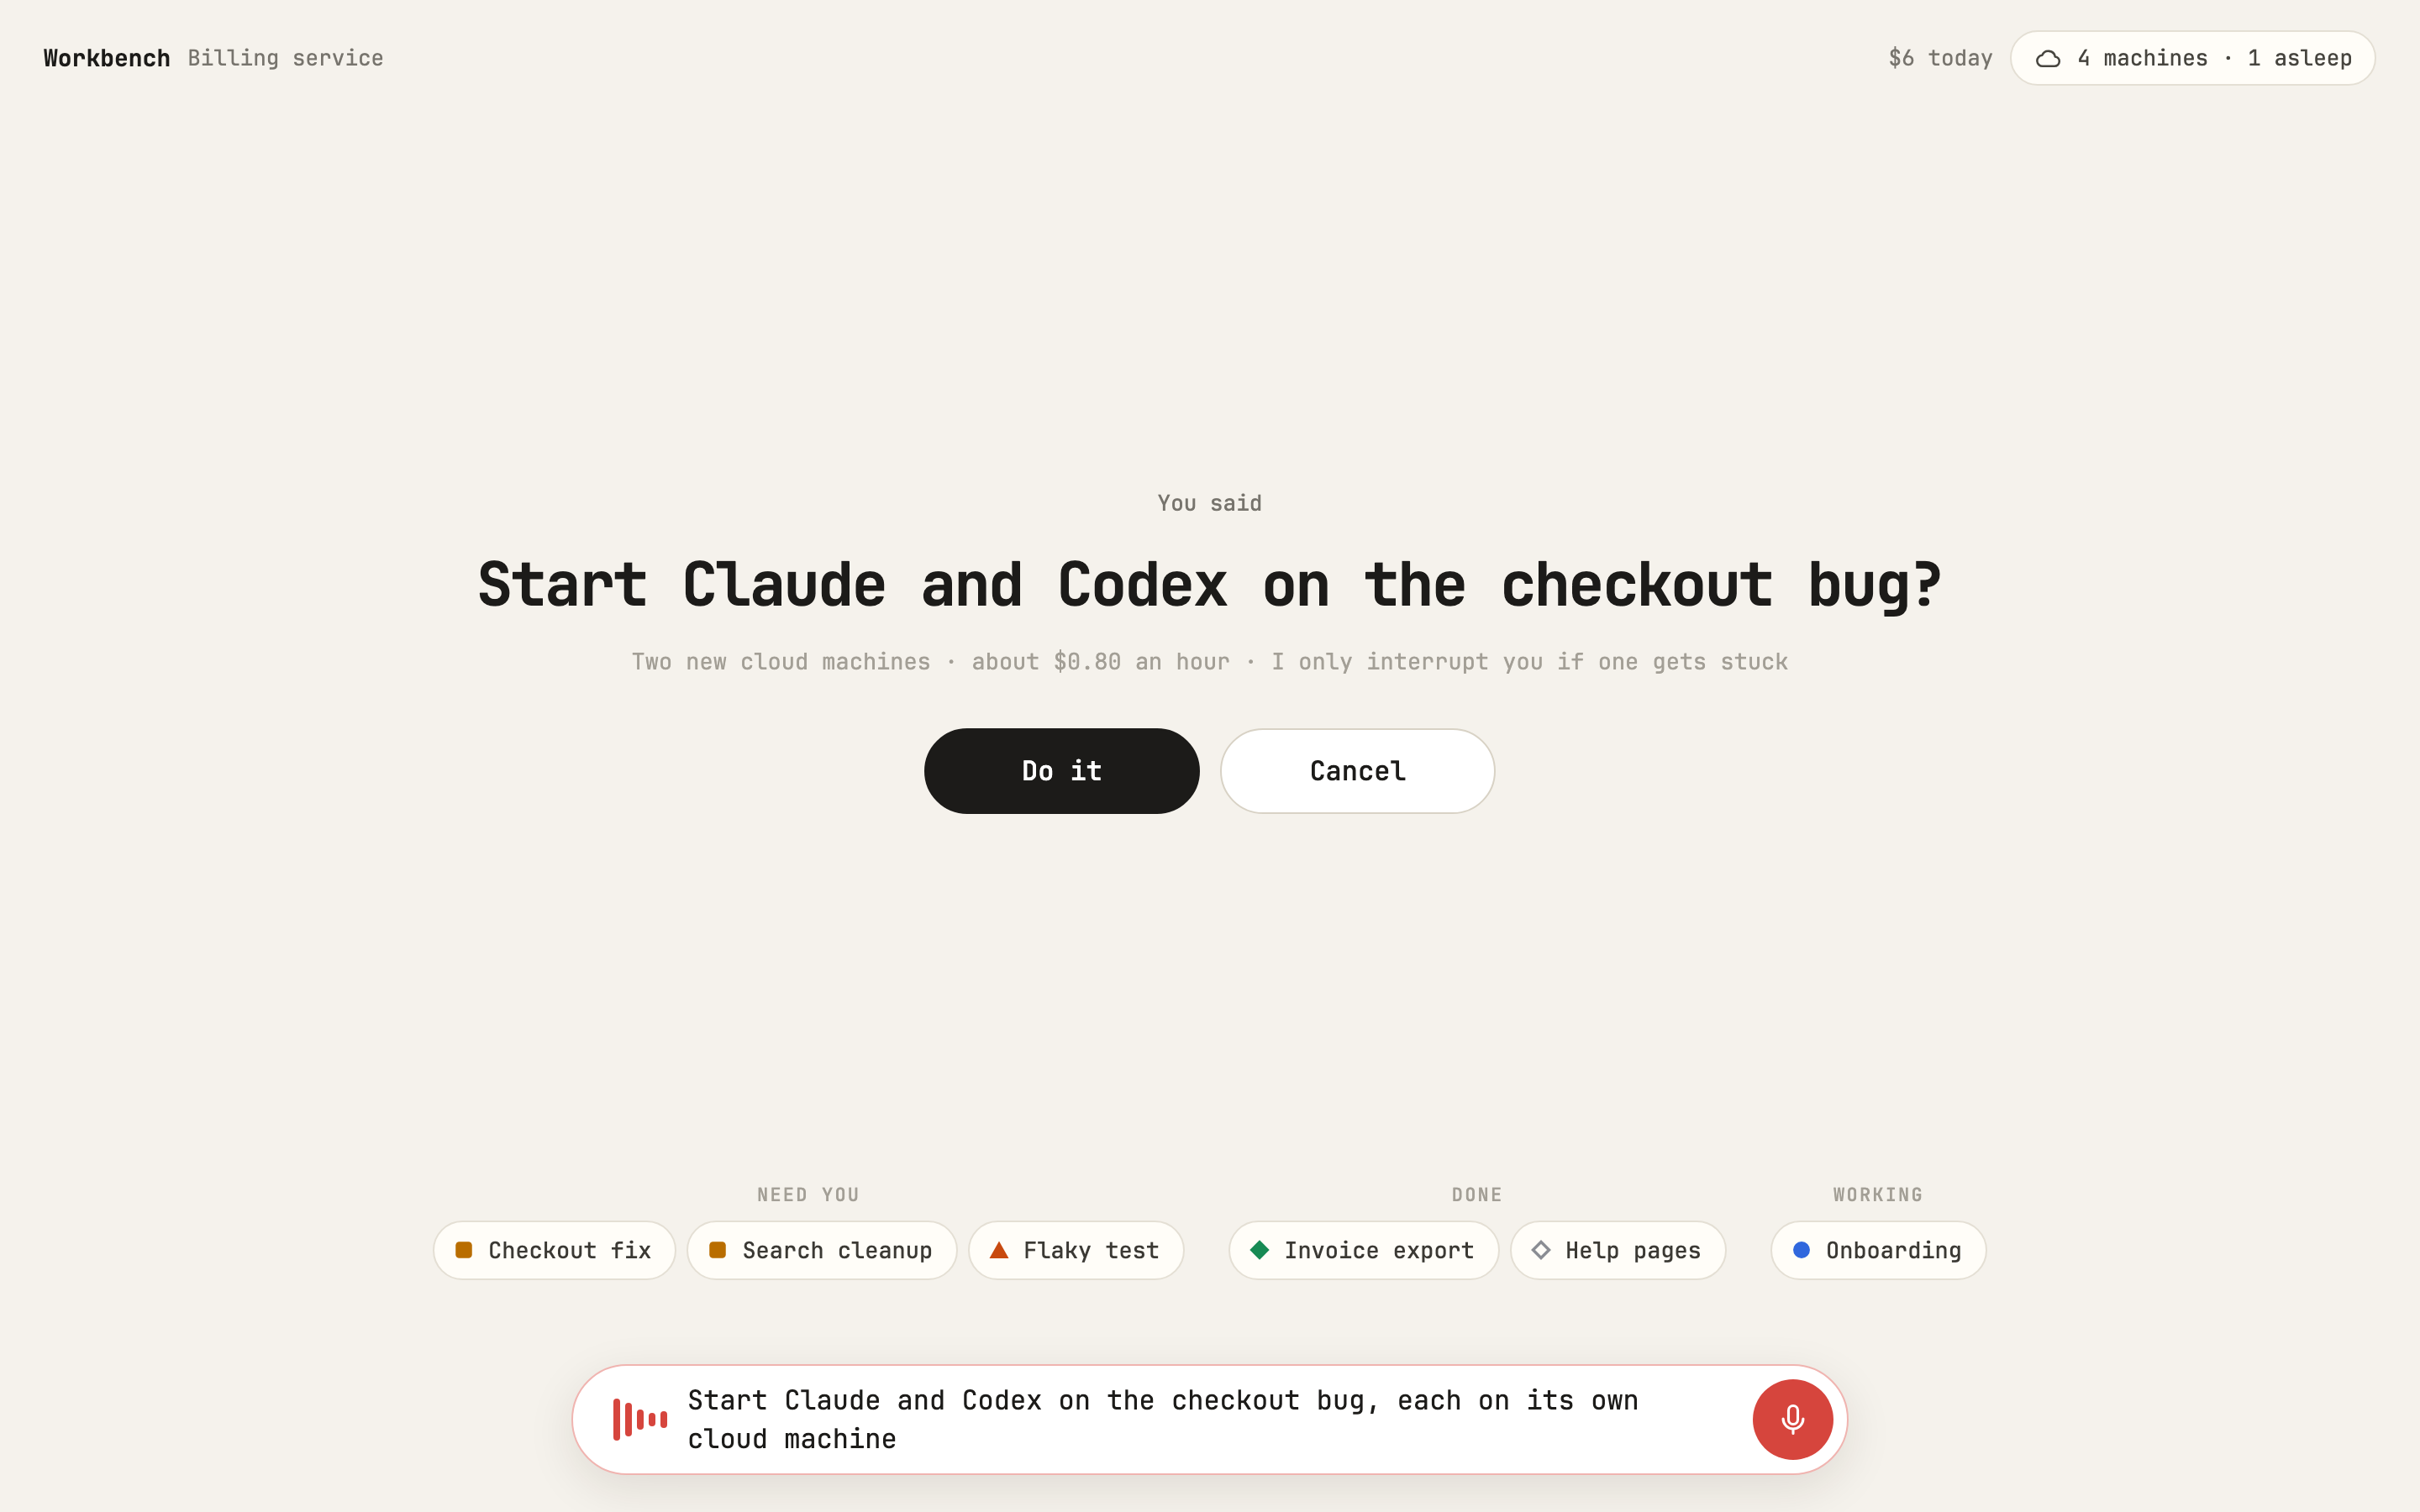 Workbench Billing service
$6 today
4 machines · 1 asleep
You said
Start Claude and Codex on the checkout bug?
Two new cloud machines · about $0.80 an hour · I only interrupt you if one gets stuck
Do it
Cancel
NEED YOU
Checkout fix
Search cleanup
Flaky test
DONE
Invoice export
Help pages
WORKING
Onboarding
Start Claude and Codex on the checkout bug, each on its own
cloud machine